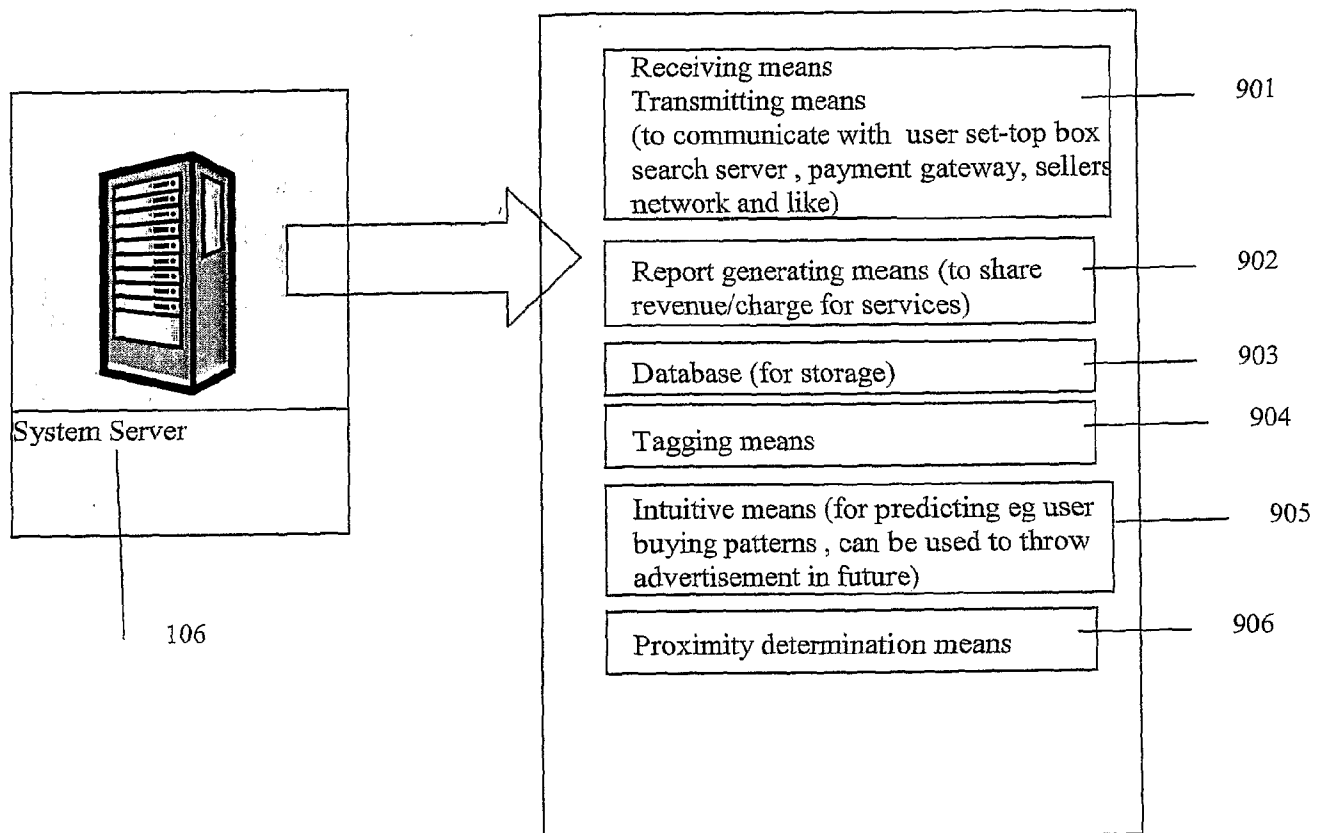 System Server
106
Receiving means
Transmitting means
(to communicate with user set-top box
search server , payment gateway, sellers
network and like)
901
Report generating means (to share
revenue/charge for services)
902
Database (for storage)
903
Tagging means
904
Intuitive means (for predicting eg user
buying patterns , can be used to throw
advertisement in future)
905
Proximity determination means
906